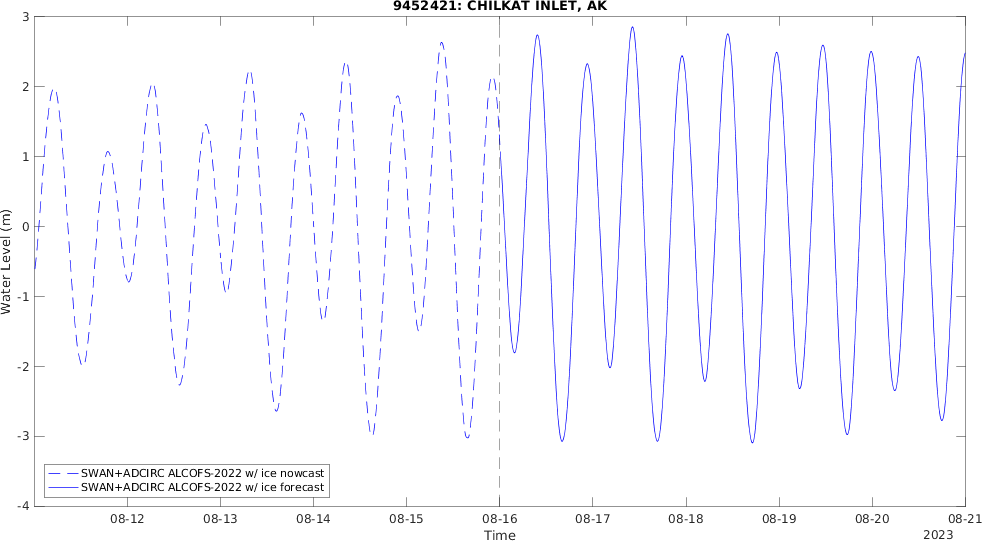 9452421: CHILKAT INLET, AK
3
2
1
0
-1
-2
-3
-4
Water Level (m)
SWAN+ADCIRC ALCOFS-2022 w/ ice nowcast
SWAN+ADCIRC ALCOFS-2022 w/ ice forecast
08-12 08-13 08-14 08-15 08-16 08-17 08-18 08-19 08-20 08-21
Time
2023